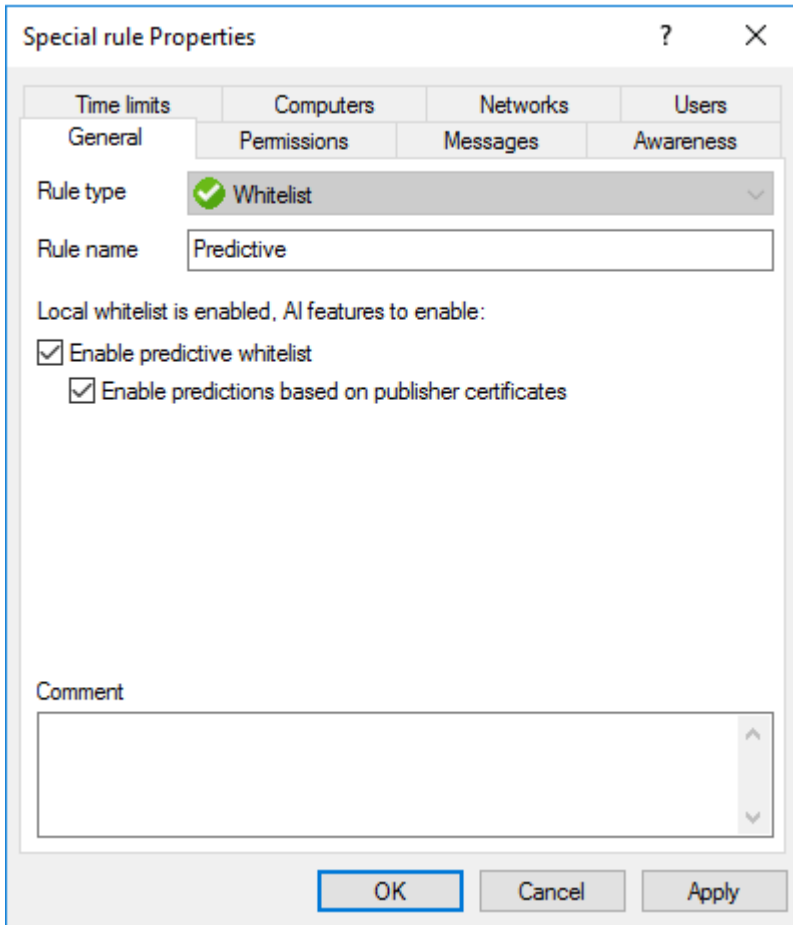 Special rule Properties ?
Time limits Computers Networks Users
General Permissions Messages Awareness
Rule type Whitelist
Rule name Predictive
Local whitelist is enabled, AI features to enable:
Enable predictive whitelist
Enable predictions based on publisher certificates
Comment
OK Cancel Apply